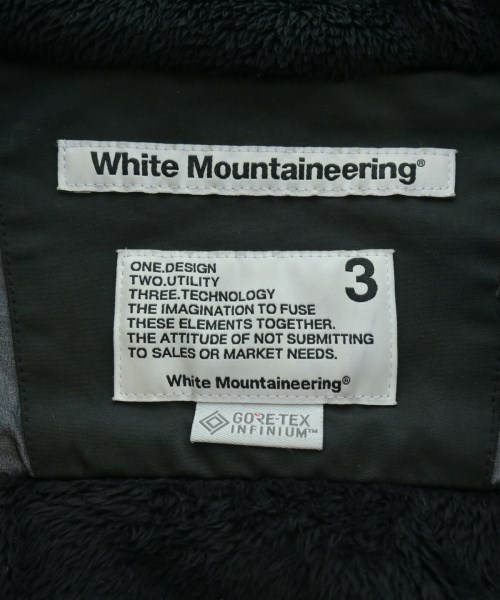 White Mountaineering®
ONE.DESIGN 3
TWO.UTILITY
THREE.TECHNOLOGY
THE IMAGINATION TO FUSE
THESE ELEMENTS TOGETHER.
THE ATTITUDE OF NOT SUBMITTING
TO SALES OR MARKET NEEDS.
White Mountaineering®
GORE-TEX
INFINIUM™